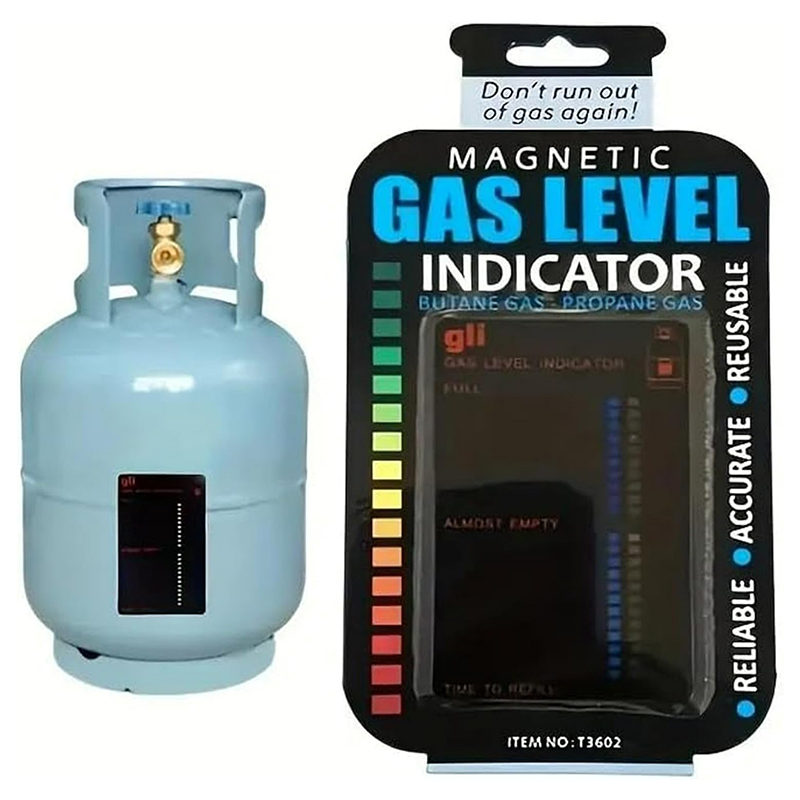 Don't run out
of gas again!
MAGNETIC
GAS LEVEL
INDICATOR
BUTANE GAS - PROPANE GAS
gli
GAS LEVEL INDICATOR
FULL
ALMOST EMPTY
TIME TO REFILL
RELIABLE ● ACCURATE ● REUSABLE
ITEM NO: T3602
gli